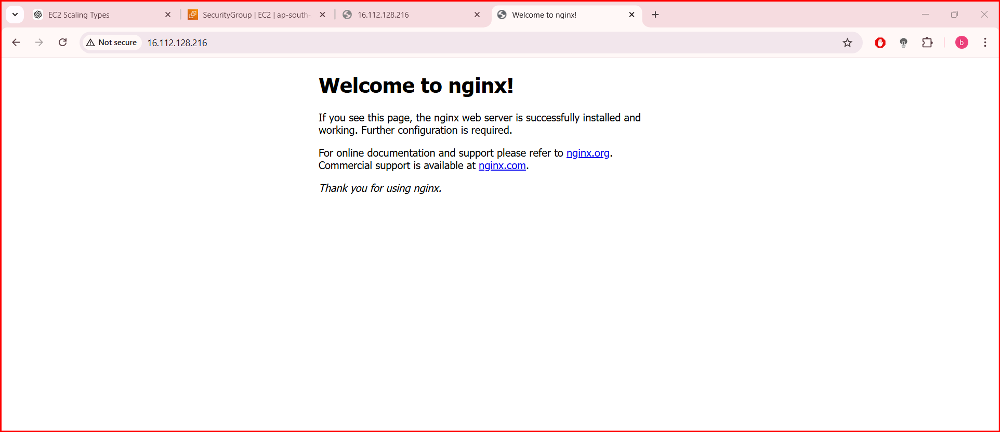 EC2 Scaling Types
SecurityGroup | EC2 | ap-south-
16.112.128.216
Welcome to nginx!
Not secure
16.112.128.216
b
Welcome to nginx!
If you see this page, the nginx web server is successfully installed and
working. Further configuration is required.
For online documentation and support please refer to nginx.org.
Commercial support is available at nginx.com.
Thank you for using nginx.